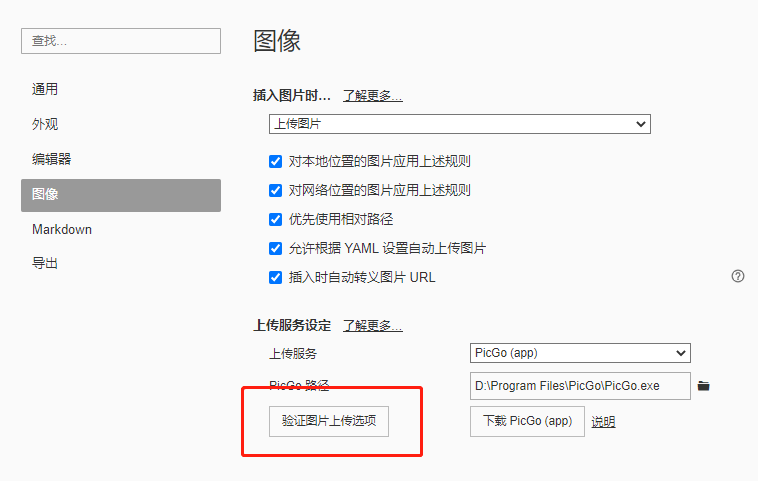 查找...
通用
外观
编辑器
图像
Markdown
导出
图像
插入图片时... 了解更多...
上传图片
对本地位置的图片应用上述规则
对网络位置的图片应用上述规则
优先使用相对路径
允许根据 YAML 设置自动上传图片
插入时自动转义图片 URL
上传服务设定 了解更多...
上传服务 PicGo (app)
PicGo 路径 D:\Program Files\PicGo\PicGo.exe
验证图片上传选项 下载 PicGo (app) 说明